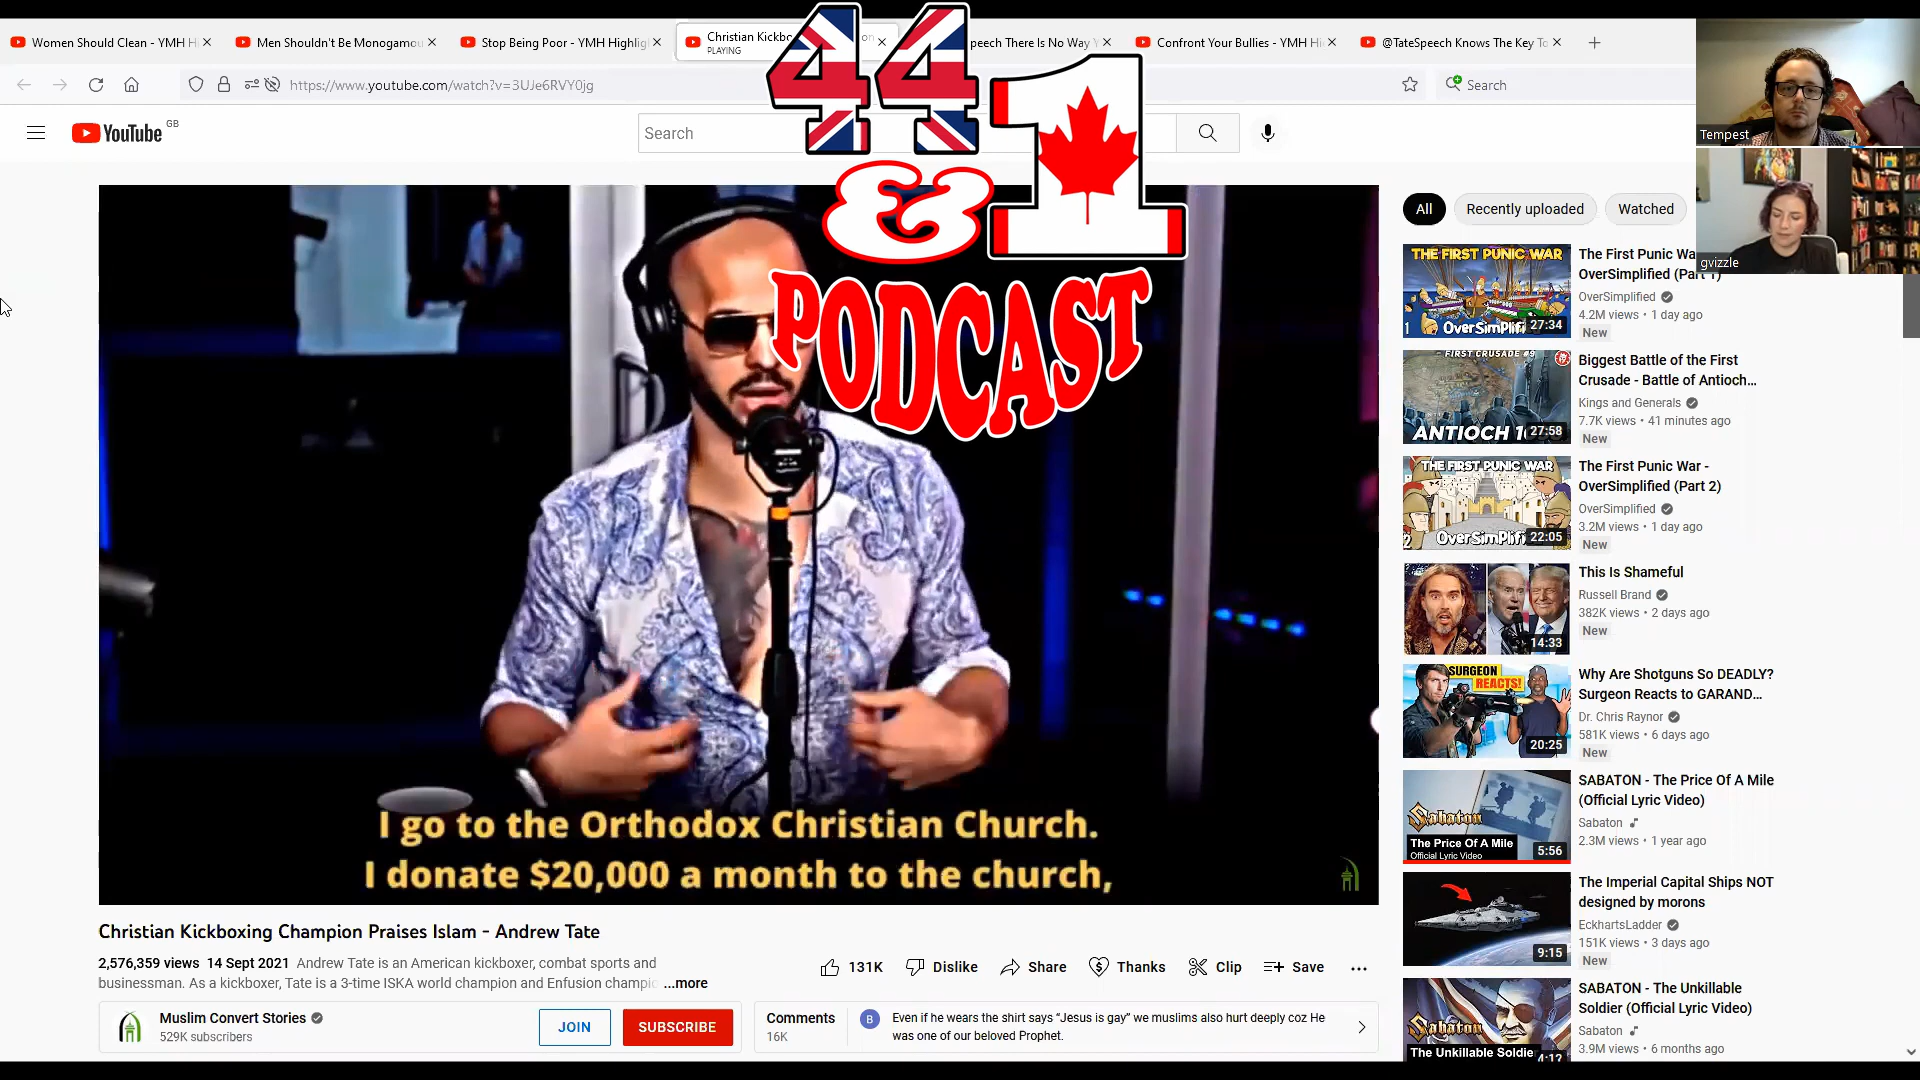 Women Should Clean - YMH Hi
Men Shouldn't Be Monogamou
Stop Being Poor - YMH Highlig
Christian Kickbo
PLAYING
peech There Is No Way Y
Confront Your Bullies - YMH Hi
@TateSpeech Knows The Key To
https://www.youtube.com/watch?v=3UJe6RVY0jg
Search
YouTube GB
Search
44
& 1
PODCAST
Tempest
gvizzle
I go to the Orthodox Christian Church.
I donate $20,000 a month to the church,
Christian Kickboxing Champion Praises Islam - Andrew Tate
2,576,359 views 14 Sept 2021 Andrew Tate is an American kickboxer, combat sports and
businessman. As a kickboxer, Tate is a 3-time ISKA world champion and Enfusion champic ...more
131K Dislike Share Thanks Clip Save ...
Muslim Convert Stories
529K subscribers
JOIN
SUBSCRIBE
Comments
16K
B
Even if he wears the shirt says “Jesus is gay” we muslims also hurt deeply coz He
was one of our beloved Prophet.
All Recently uploaded Watched
THE FIRST PUNIC WAR
1 OverSimplifi
27:34
The First Punic Wa
OverSimplified (Part 1)
OverSimplified
4.2M views • 1 day ago
New
FIRST CRUSADE #9
ANTIOCH 10
27:58
Biggest Battle of the First
Crusade - Battle of Antioch...
Kings and Generals
7.7K views • 41 minutes ago
New
THE FIRST PUNIC WAR
2 OverSimplifi
22:05
The First Punic War -
OverSimplified (Part 2)
OverSimplified
3.2M views • 1 day ago
New
14:33
This Is Shameful
Russell Brand
382K views • 2 days ago
New
SURGEON
REACTS!
20:25
Why Are Shotguns So DEADLY?
Surgeon Reacts to GARAND...
Dr. Chris Raynor
581K views • 6 days ago
New
Sabaton
The Price Of A Mile
Official Lyric Video
5:56
SABATON - The Price Of A Mile
(Official Lyric Video)
Sabaton
2.3M views • 1 year ago
9:15
The Imperial Capital Ships NOT
designed by morons
EckhartsLadder
151K views • 3 days ago
New
Sabaton
The Unkillable Soldie
4:17
SABATON - The Unkillable
Soldier (Official Lyric Video)
Sabaton
3.9M views • 6 months ago